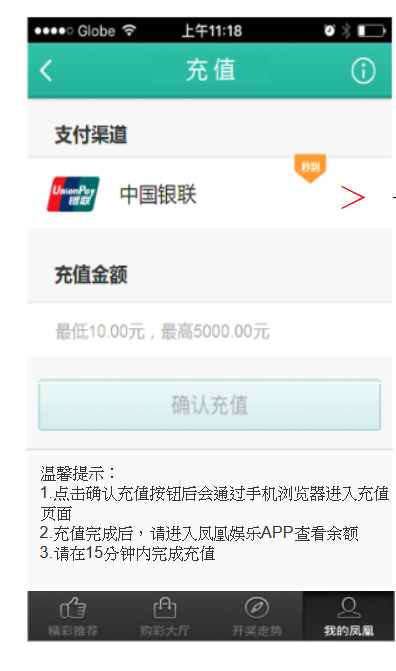 Globe 上午11:18
充值
支付渠道
秒到
UnionPay
银联
中国银联
>
充值金额
最低10.00元，最高5000.00元
确认充值
温馨提示：
1.点击确认充值按钮后会通过手机浏览器进入充值
页面
2.充值完成后，请进入凤凰娱乐APP查看余额
3.请在15分钟内完成充值
精彩推荐 购彩大厅 开奖走势 我的凤凰